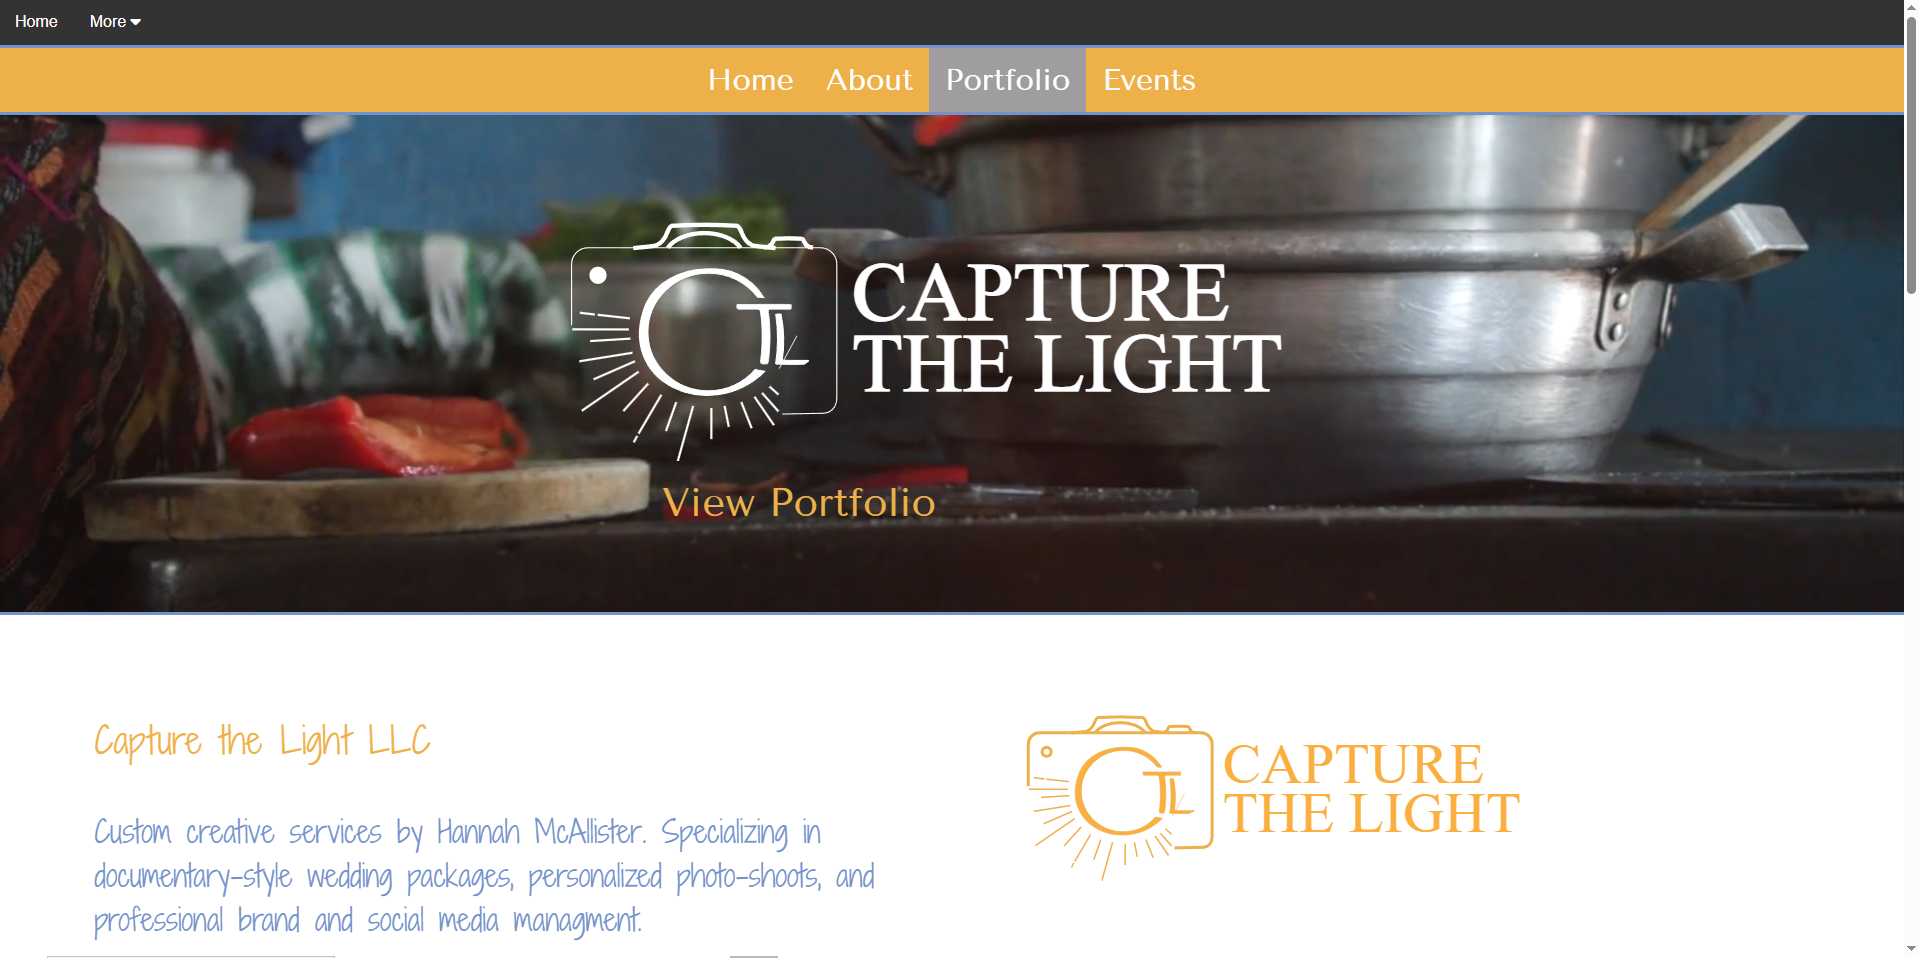 Home More
Home About Portfolio Events
CTL
CAPTURE
THE LIGHT
View Portfolio
Capture the Light LLC
Custom creative services by Hannah McAllister. Specializing in
documentary-style wedding packages, personalized photo-shoots, and
professional brand and social media managment.
CTL
CAPTURE
THE LIGHT